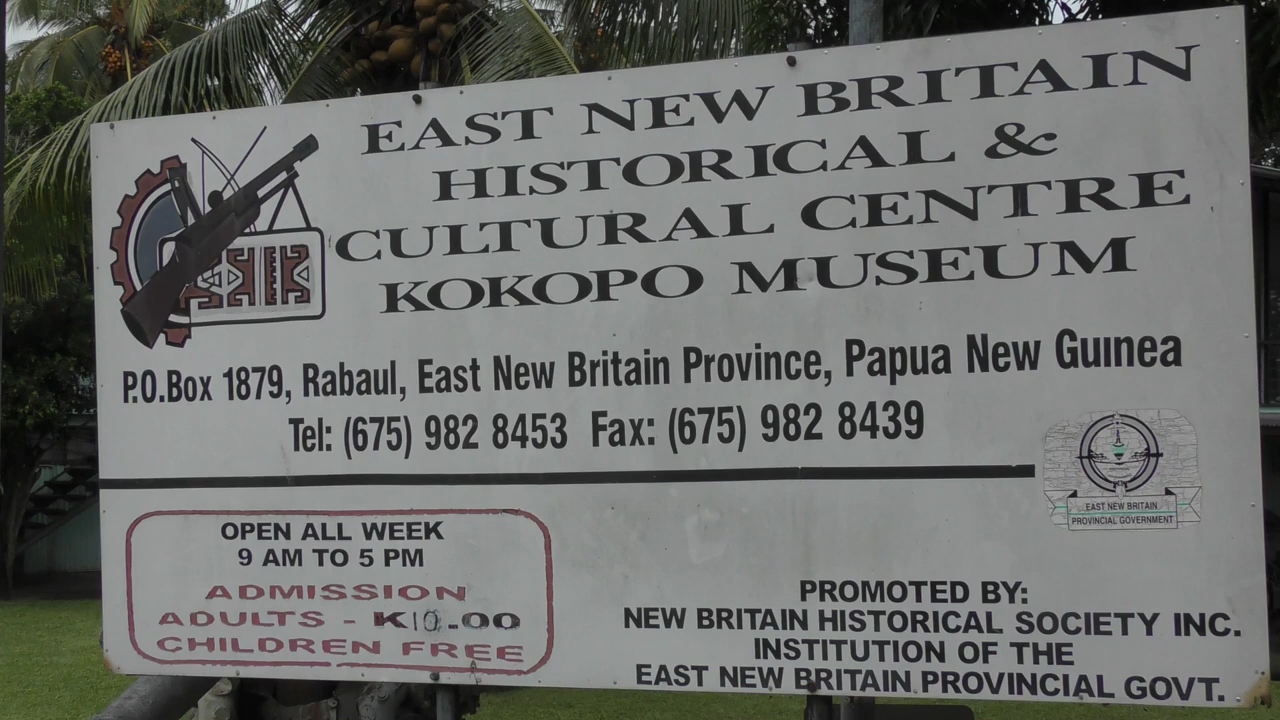 EAST NEW BRITAIN
HISTORICAL &
CULTURAL CENTRE
KOKOPO MUSEUM
P.O.Box 1879, Rabaul, East New Britain Province, Papua New Guinea
Tel: (675) 982 8453 Fax: (675) 982 8439
EAST NEW BRITAIN
PROVINCIAL GOVERNMENT
OPEN ALL WEEK
9 AM TO 5 PM
ADMISSION
ADULTS - K10.00
CHILDREN FREE
PROMOTED BY:
NEW BRITAIN HISTORICAL SOCIETY INC.
INSTITUTION OF THE
EAST NEW BRITAIN PROVINCIAL GOVT.